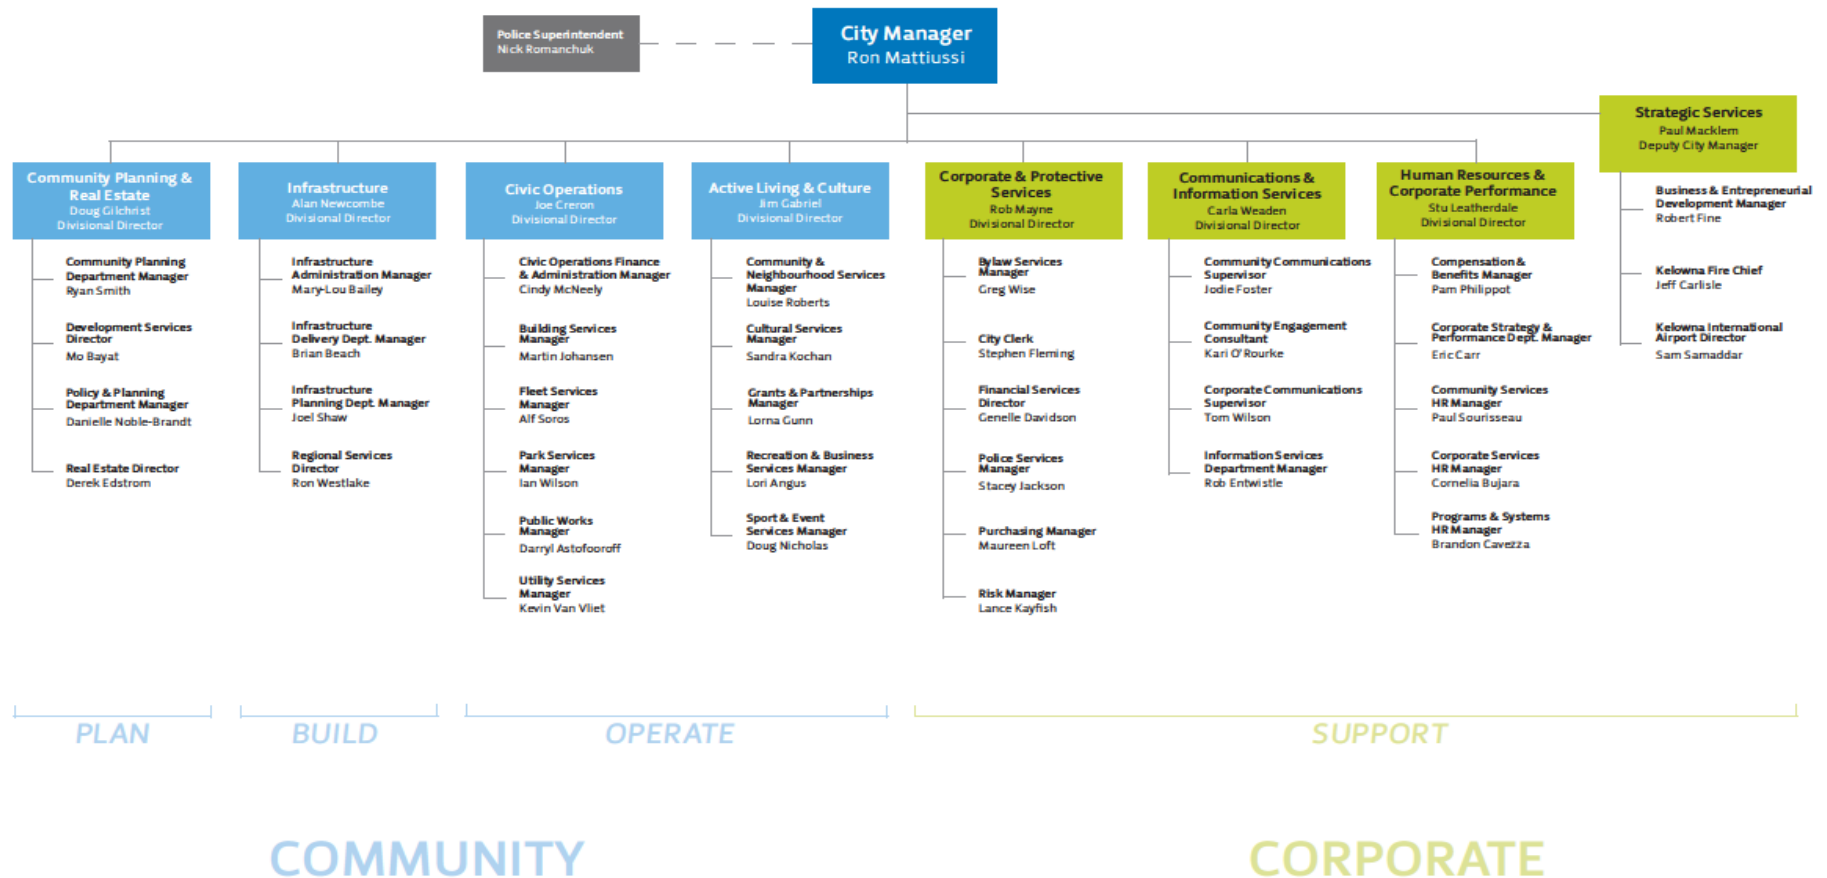 Police Superintendent
Nick Romanchuk
City Manager
Ron Mattiussi
Strategic Services
Paul Macklem
Deputy City Manager
Business & Entrepreneurial
Development Manager
Robert Fine
Kelowna Fire Chief
Jeff Carlisle
Kelowna International
Airport Director
Sam Samaddar
Community Planning &
Real Estate
Doug Gilchrist
Divisional Director
Community Planning
Department Manager
Ryan Smith
Development Services
Director
Mo Bayat
Policy & Planning
Department Manager
Danielle Noble-Brandt
Real Estate Director
Derek Edstrom
Infrastructure
Alan Newcombe
Divisional Director
Infrastructure
Administration Manager
Mary-Lou Bailey
Infrastructure
Delivery Dept. Manager
Brian Beach
Infrastructure
Planning Dept. Manager
Joel Shaw
Regional Services
Director
Ron Westlake
Civic Operations
Joe Creron
Divisional Director
Civic Operations Finance
& Administration Manager
Cindy McNeely
Building Services
Manager
Martin Johansen
Fleet Services
Manager
Alf Soros
Park Services
Manager
Ian Wilson
Public Works
Manager
Darryl Astofooroff
Utility Services
Manager
Kevin Van Vliet
Active Living & Culture
Jim Gabriel
Divisional Director
Community &
Neighbourhood Services
Manager
Louise Roberts
Cultural Services
Manager
Sandra Kochan
Grants & Partnerships
Manager
Lorna Gunn
Recreation & Business
Services Manager
Lori Angus
Sport & Event
Services Manager
Doug Nicholas
Corporate & Protective
Services
Rob Mayne
Divisional Director
Bylaw Services
Manager
Greg Wise
City Clerk
Stephen Fleming
Financial Services
Director
Genelle Davidson
Police Services
Manager
Stacey Jackson
Purchasing Manager
Maureen Loft
Risk Manager
Lance Kayfish
Communications &
Information Services
Carla Weaden
Divisional Director
Community Communications
Supervisor
Jodie Foster
Community Engagement
Consultant
Kari O'Rourke
Corporate Communications
Supervisor
Tom Wilson
Information Services
Department Manager
Rob Entwistle
Human Resources &
Corporate Performance
Stu Leatherdale
Divisional Director
Compensation &
Benefits Manager
Pam Philippot
Corporate Strategy &
Performance Dept. Manager
Eric Carr
Community Services
HR Manager
Paul Sourisseau
Corporate Services
HR Manager
Cornelia Bujara
Programs & Systems
HR Manager
Brandon Cavezza
PLAN
BUILD
OPERATE
SUPPORT
COMMUNITY
CORPORATE